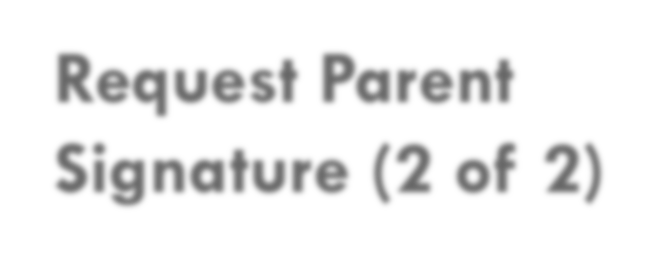 Request Parent
Signature (2 of 2)